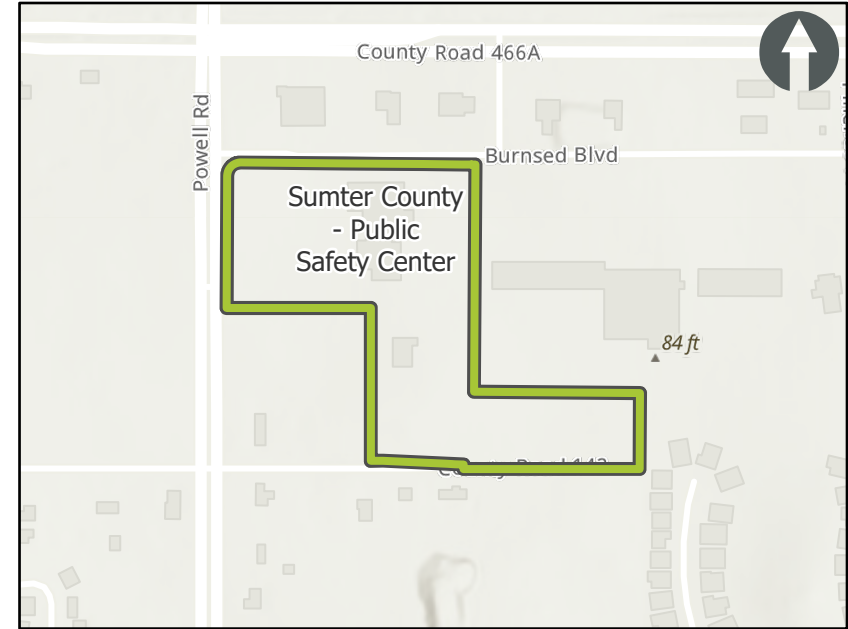 County Road 466A
Powell Rd
Burnsed Blvd
Sumter County
- Public
Safety Center
84 ft